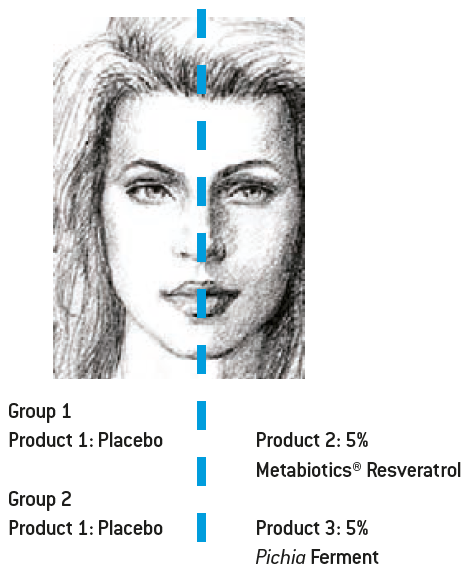 Group 1
Product 1: Placebo
Product 2: 5%
Metabiotics® Resveratrol
Group 2
Product 1: Placebo
Product 3: 5%
Pichia Ferment